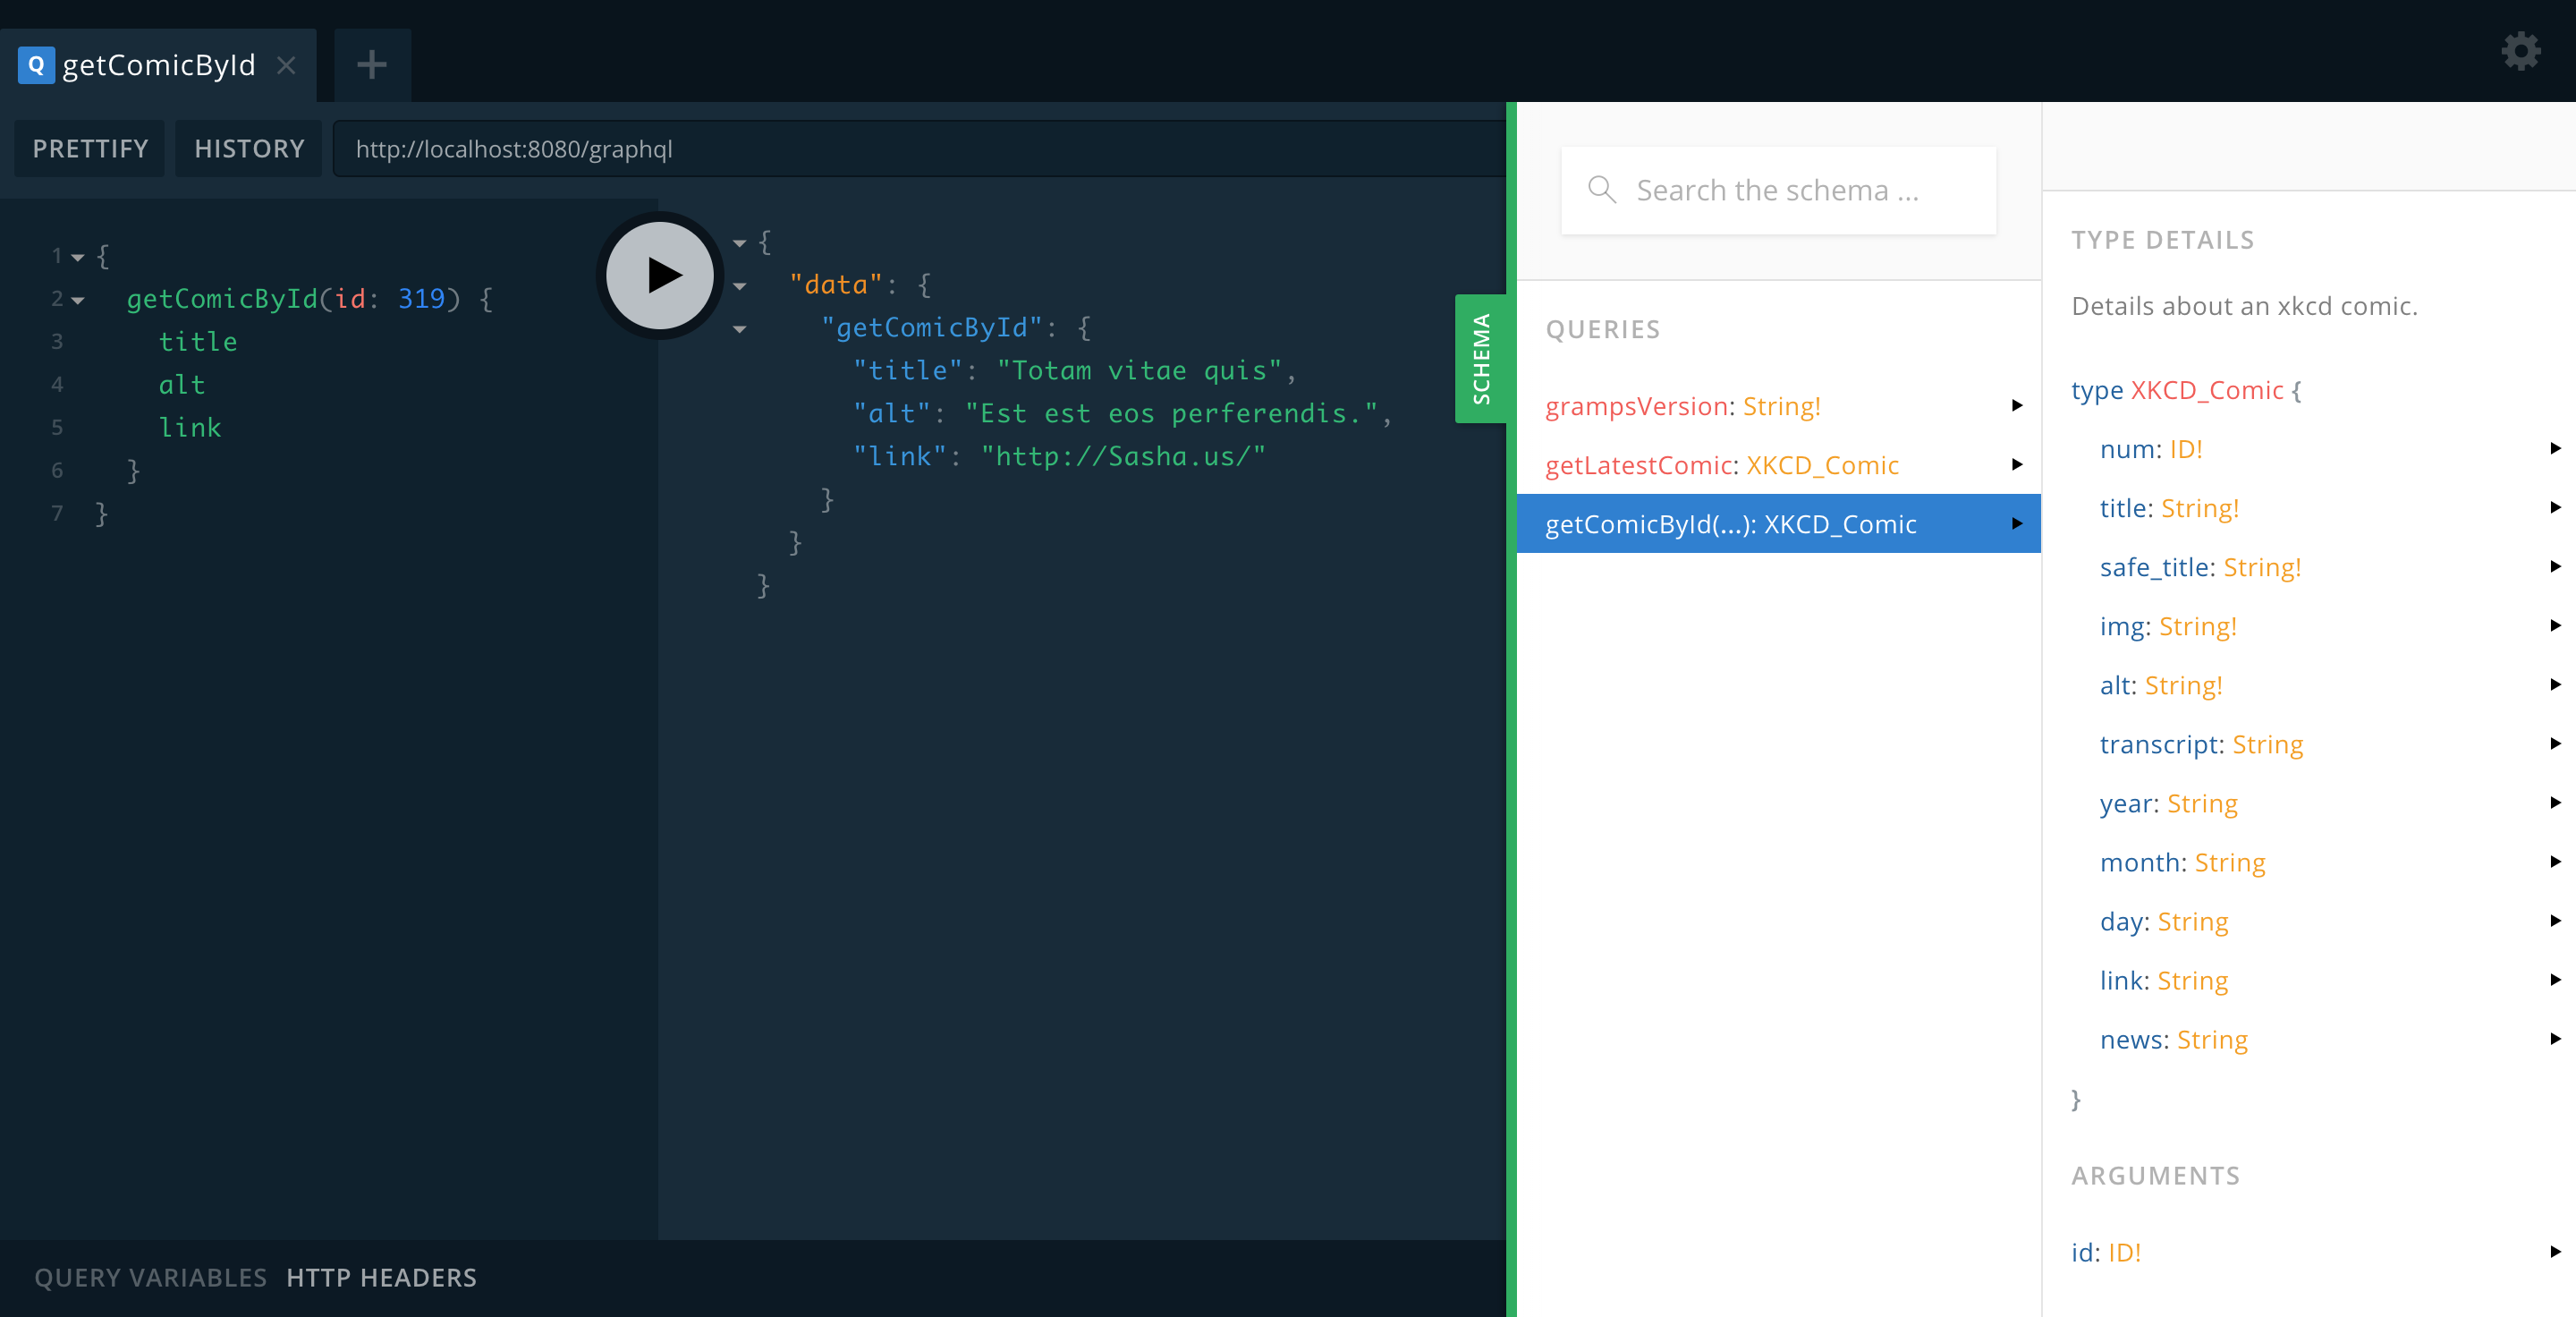 Q getComicById
PRETTIFY HISTORY http://localhost:8080/graphql
1 {
2 getComicById(id: 319) {
3 title
4 alt
5 link
6 }
7 }
{
"data": {
"getComicById": {
"title": "Totam vitae quis",
"alt": "Est est eos perferendis.",
"link": "http://Sasha.us/"
}
}
}
QUERY VARIABLES HTTP HEADERS
SCHEMA
Search the schema ...
QUERIES
grampsVersion: String!
getLatestComic: XKCD_Comic
getComicById(...): XKCD_Comic
TYPE DETAILS
Details about an xkcd comic.
type XKCD_Comic {
num: ID!
title: String!
safe_title: String!
img: String!
alt: String!
transcript: String
year: String
month: String
day: String
link: String
news: String
}
ARGUMENTS
id: ID!